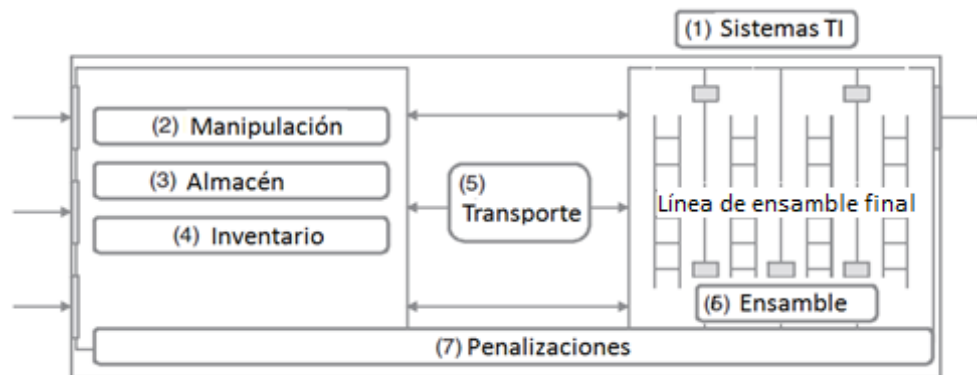 (1) Sistemas TI
(2) Manipulación
(3) Almacén
(4) Inventario
(5)
Transporte
Línea de ensamble final
(6) Ensamble
(7) Penalizaciones